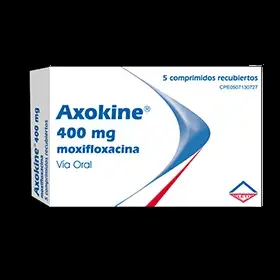 5 comprimidos recubiertos
CPE0507130727
Axokine®
400 mg
moxifloxacina
Vía Oral
Axokine®
400 mg
moxifloxacina
5 comprimidos recubiertos